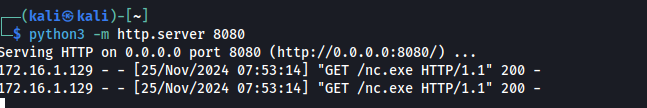 ┌──(kali㉿kali)-[~]
└─$ python3 -m http.server 8080
Serving HTTP on 0.0.0.0 port 8080 (http://0.0.0.0:8080/) ...
172.16.1.129 - - [25/Nov/2024 07:53:14] "GET /nc.exe HTTP/1.1" 200 -
172.16.1.129 - - [25/Nov/2024 07:53:14] "GET /nc.exe HTTP/1.1" 200 -